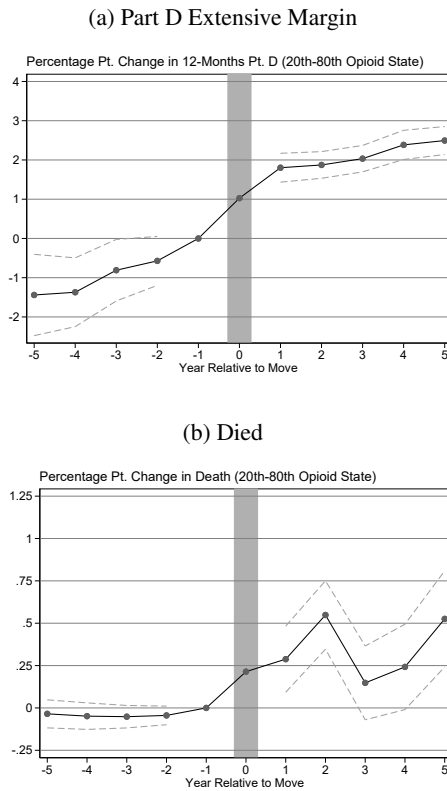 (a) Part D Extensive Margin
Percentage Pt. Change in 12-Months Pt. D (20th-80th Opioid State)
4
3
2
1
0
-1
-2
-5 -4 -3 -2 -1 0 1 2 3 4 5
Year Relative to Move
(b) Died
Percentage Pt. Change in Death (20th-80th Opioid State)
1.25
1
.75
.5
.25
0
-.25
-5 -4 -3 -2 -1 0 1 2 3 4 5
Year Relative to Move